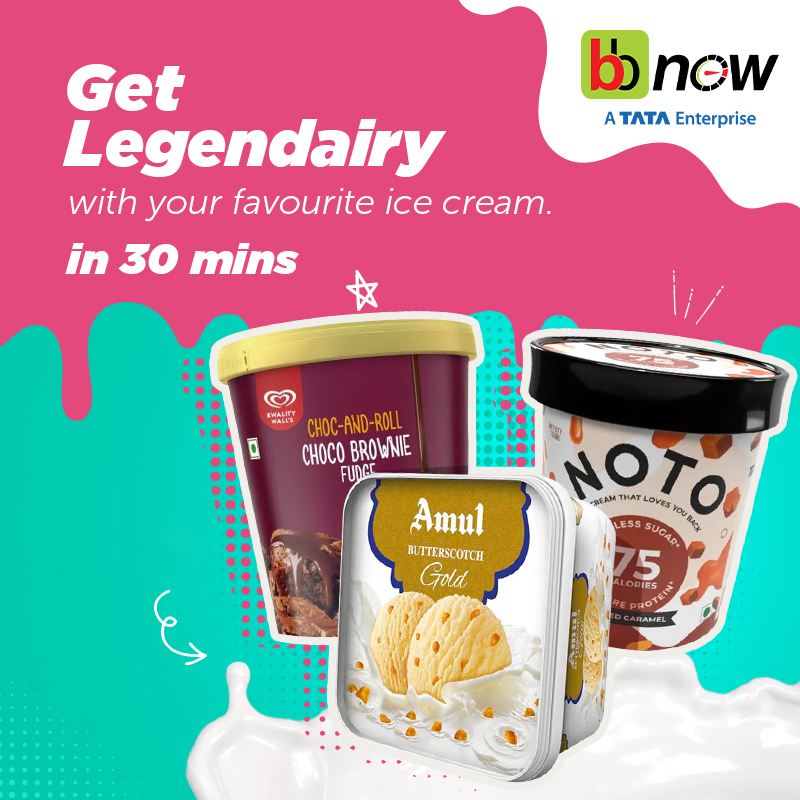 bb now
A TATA Enterprise
Get
Legendairy
with your favourite ice cream.
in 30 mins
KWALITY
WALL'S
CHOC-AND-ROLL
CHOCO BROWNIE
FUDGE
NOTO
NOTO
CREAM THAT LOVES YOU BACK
LESS SUGAR*
75
CALORIES
RE PROTEIN*
ED CARAMEL
Amul
BUTTERSCOTCH
Gold
Amul